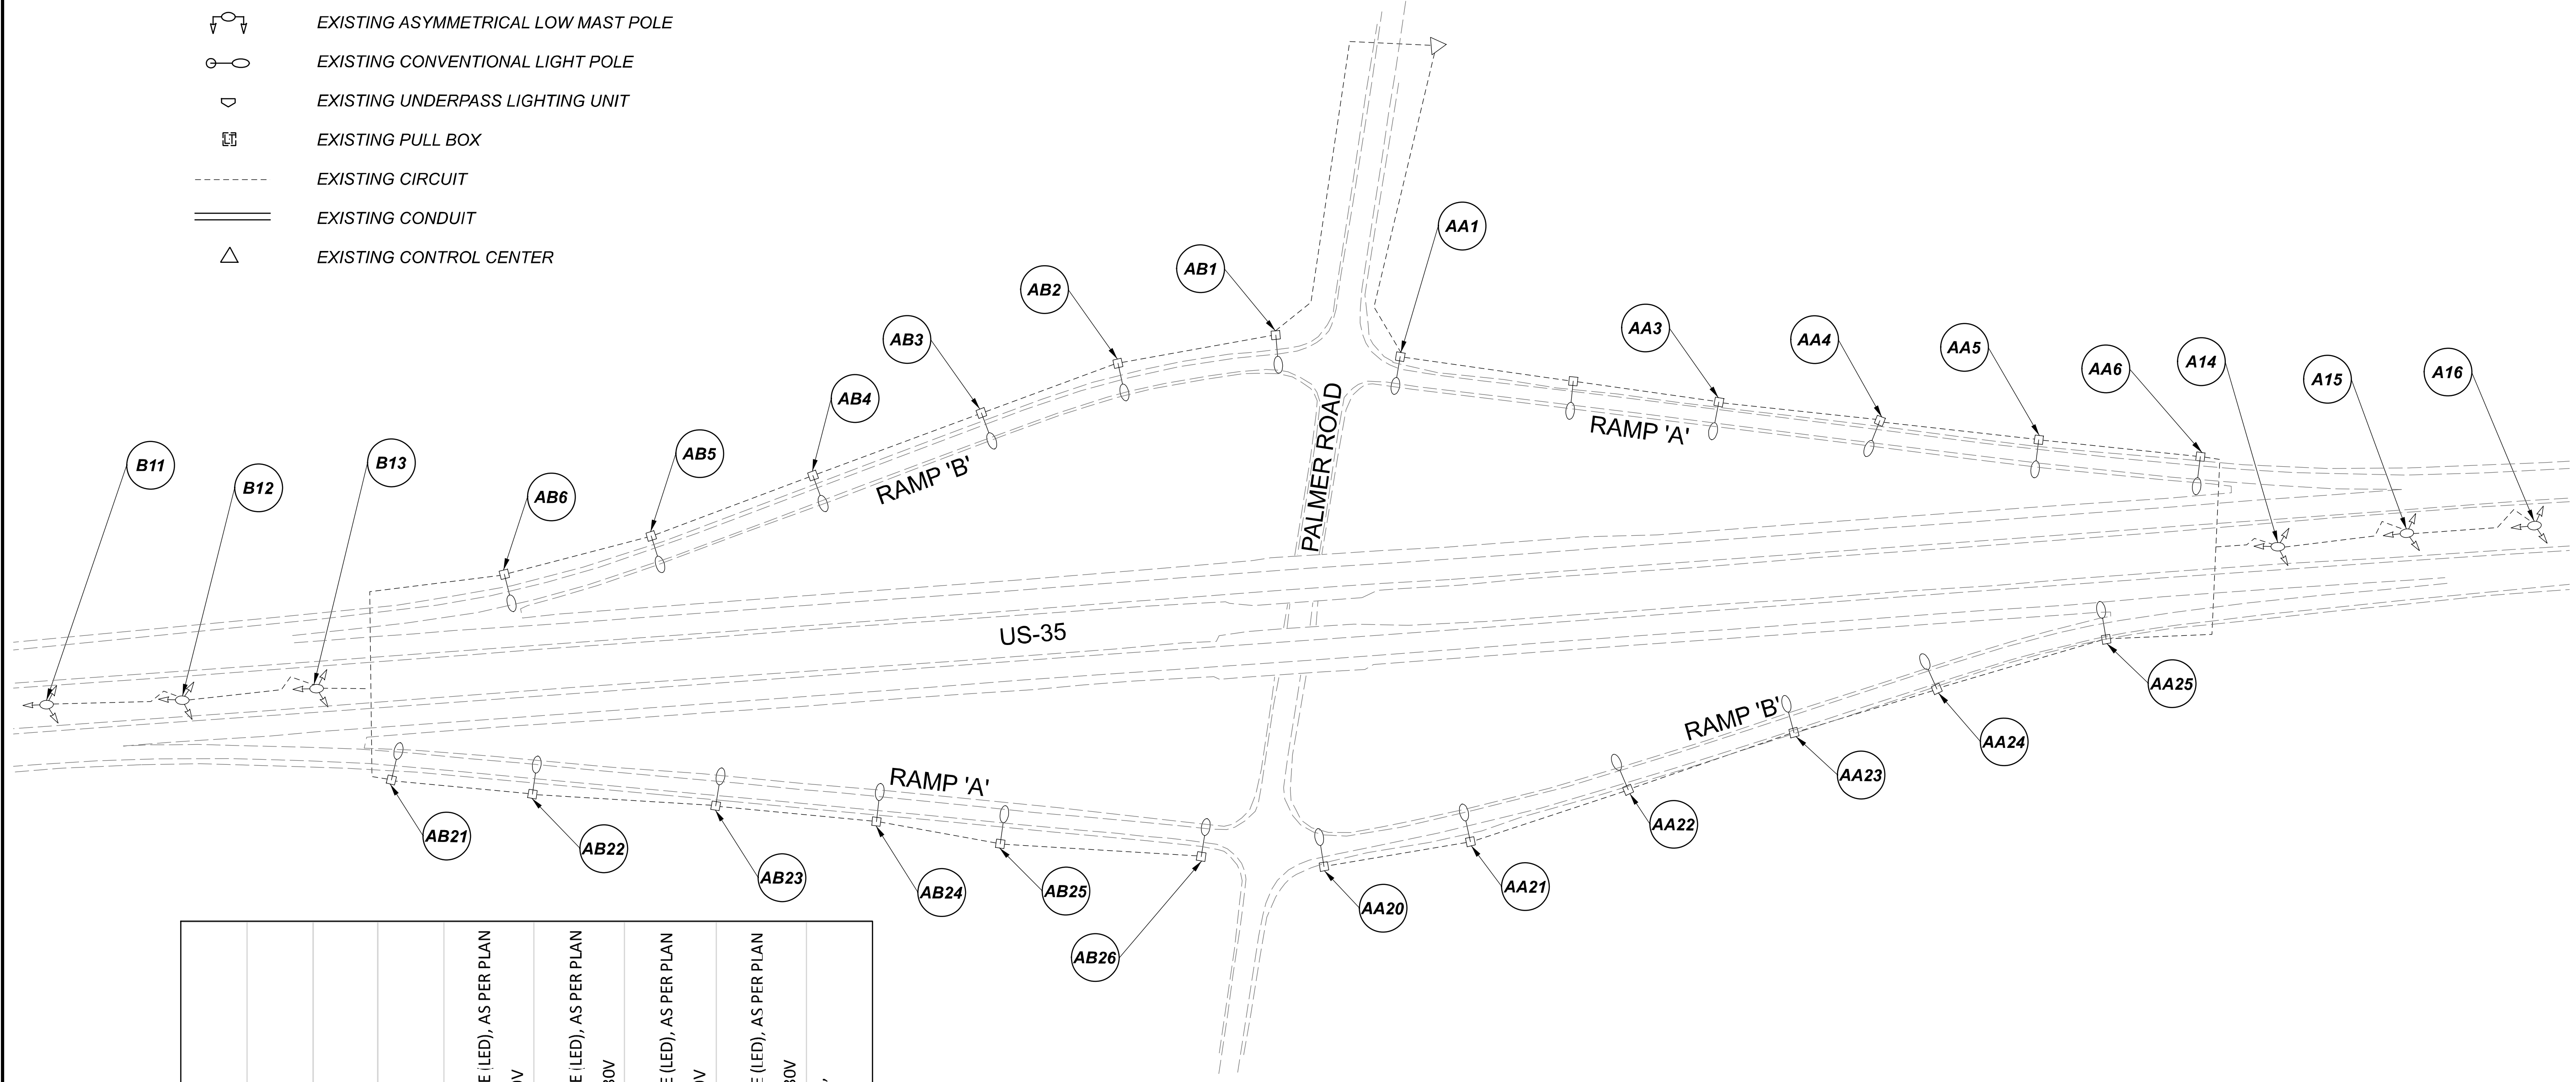 EXISTING ASYMMETRICAL LOW MAST POLE
EXISTING CONVENTIONAL LIGHT POLE
EXISTING UNDERPASS LIGHTING UNIT
EXISTING PULL BOX
EXISTING CIRCUIT
EXISTING CONDUIT
EXISTING CONTROL CENTER
AA1
AB1
AB2
AB3
AB4
AB5
AB6
B13
B12
B11
AA3
AA4
AA5
AA6
A14
A15
A16
RAMP 'B'
PALMER ROAD
RAMP 'A'
US-35
RAMP 'A'
RAMP 'B'
AB21
AB22
AB23
AB24
AB25
AB26
AA20
AA21
AA22
AA23
AA24
AA25
(LED), AS PER PLAN
(LED), AS PER PLAN
(LED), AS PER PLAN
(LED), AS PER PLAN